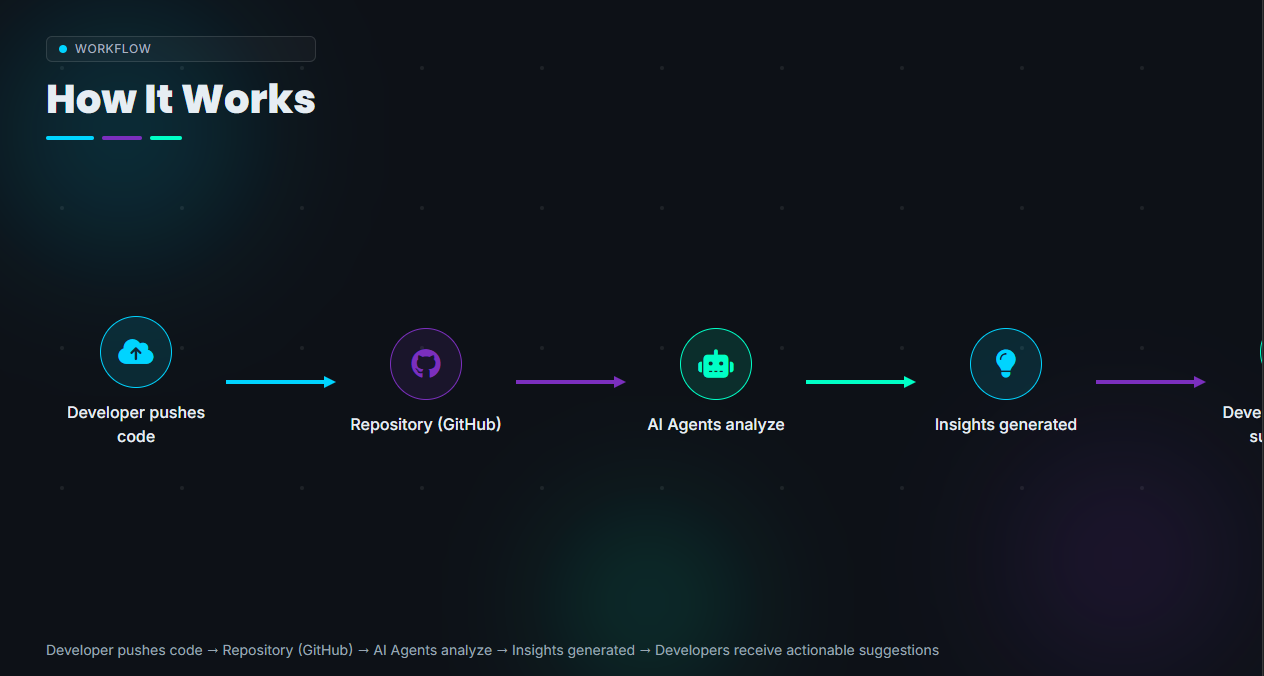 WORKFLOW
How It Works
Developer pushes
code
Repository (GitHub)
AI Agents analyze
Insights generated
Developer pushes code → Repository (GitHub) → AI Agents analyze → Insights generated → Developers receive actionable suggestions